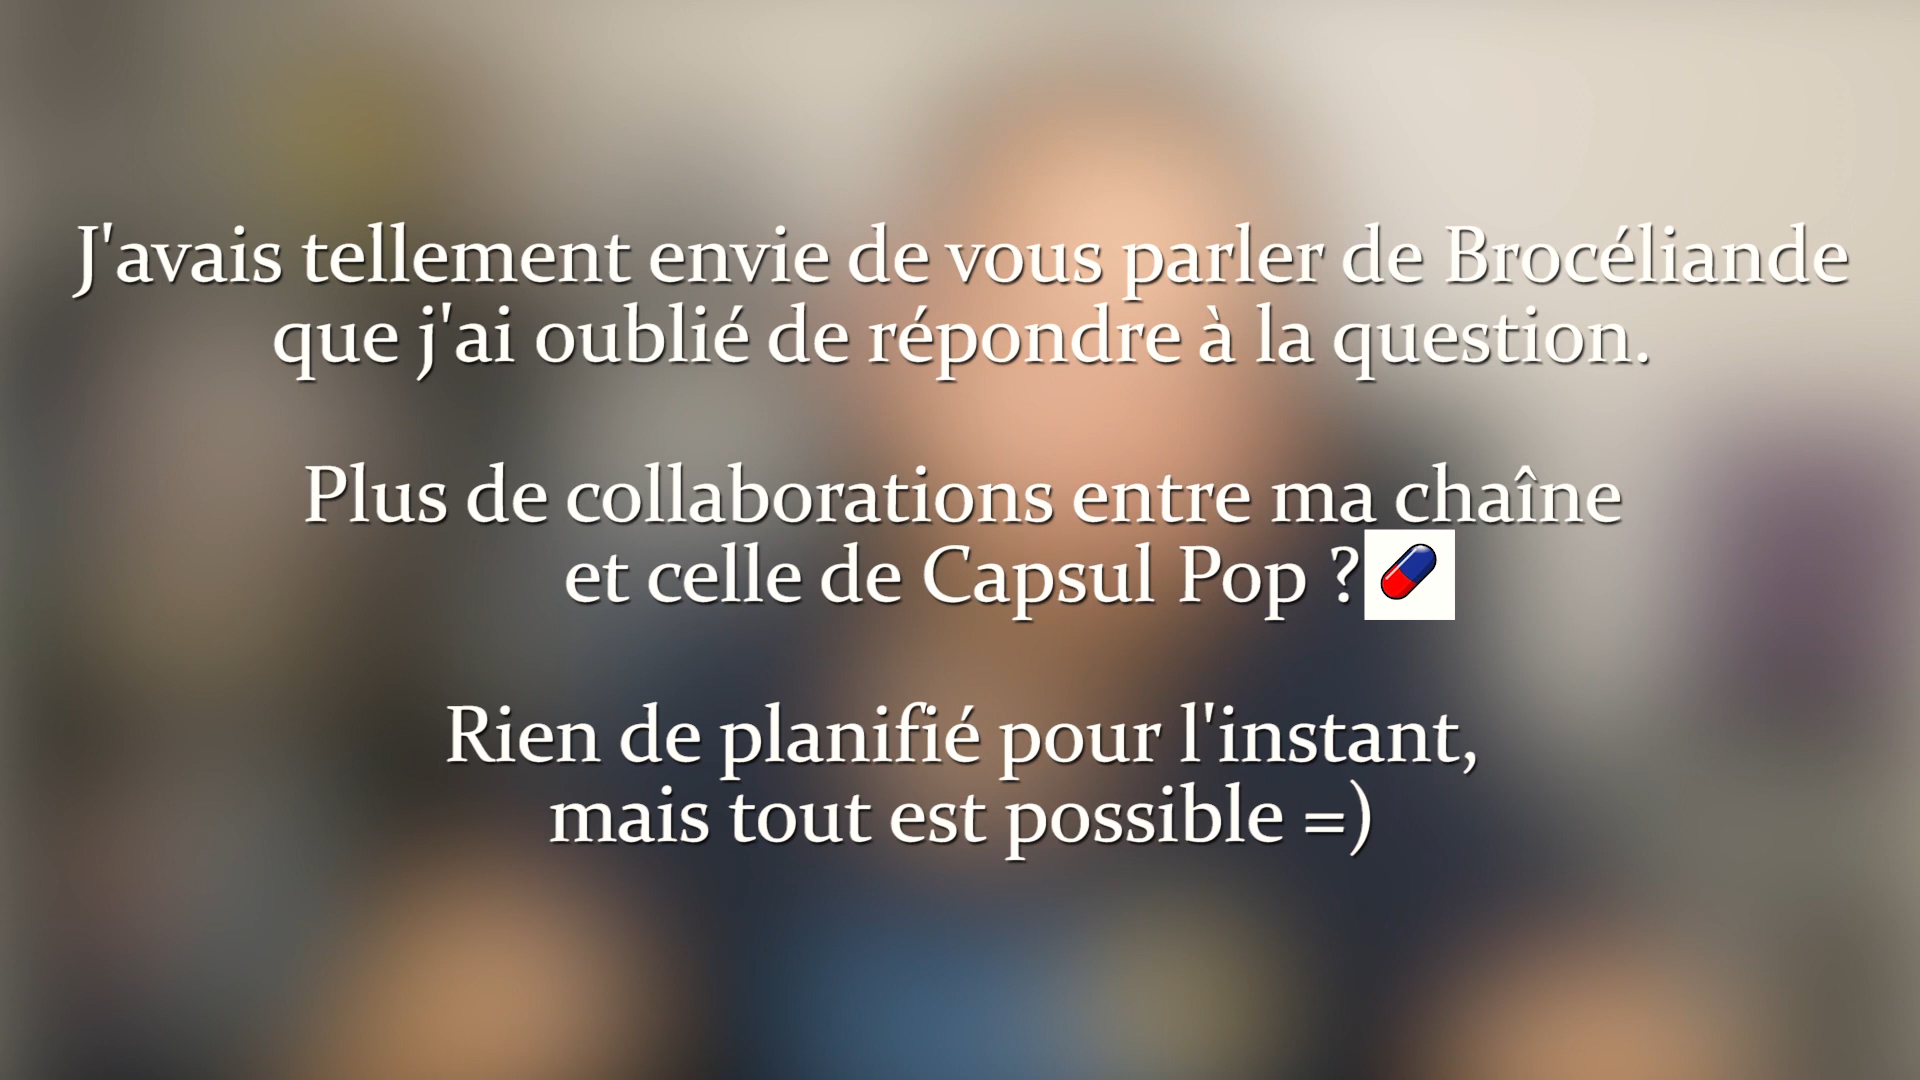 J'avais tellement envie de vous parler de Brocéliande
que j'ai oublié de répondre à la question.
Plus de collaborations entre ma chaîne
et celle de Capsul Pop ?
Rien de planifié pour l'instant,
mais tout est possible =)